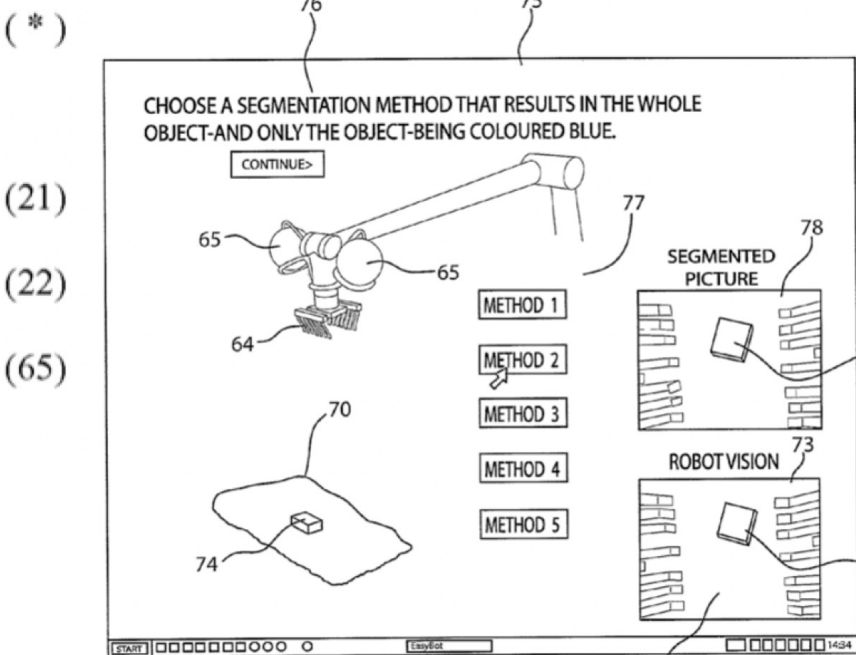 (*)
76
75
CHOOSE A SEGMENTATION METHOD THAT RESULTS IN THE WHOLE
OBJECT-AND ONLY THE OBJECT-BEING COLOURED BLUE.
CONTINUE>
(21)
(22)
(65)
65
65
64
77
METHOD 1
METHOD 2
METHOD 3
METHOD 4
METHOD 5
SEGMENTED
PICTURE
78
70
74
ROBOT VISION
73
START
EasyBot
14:34